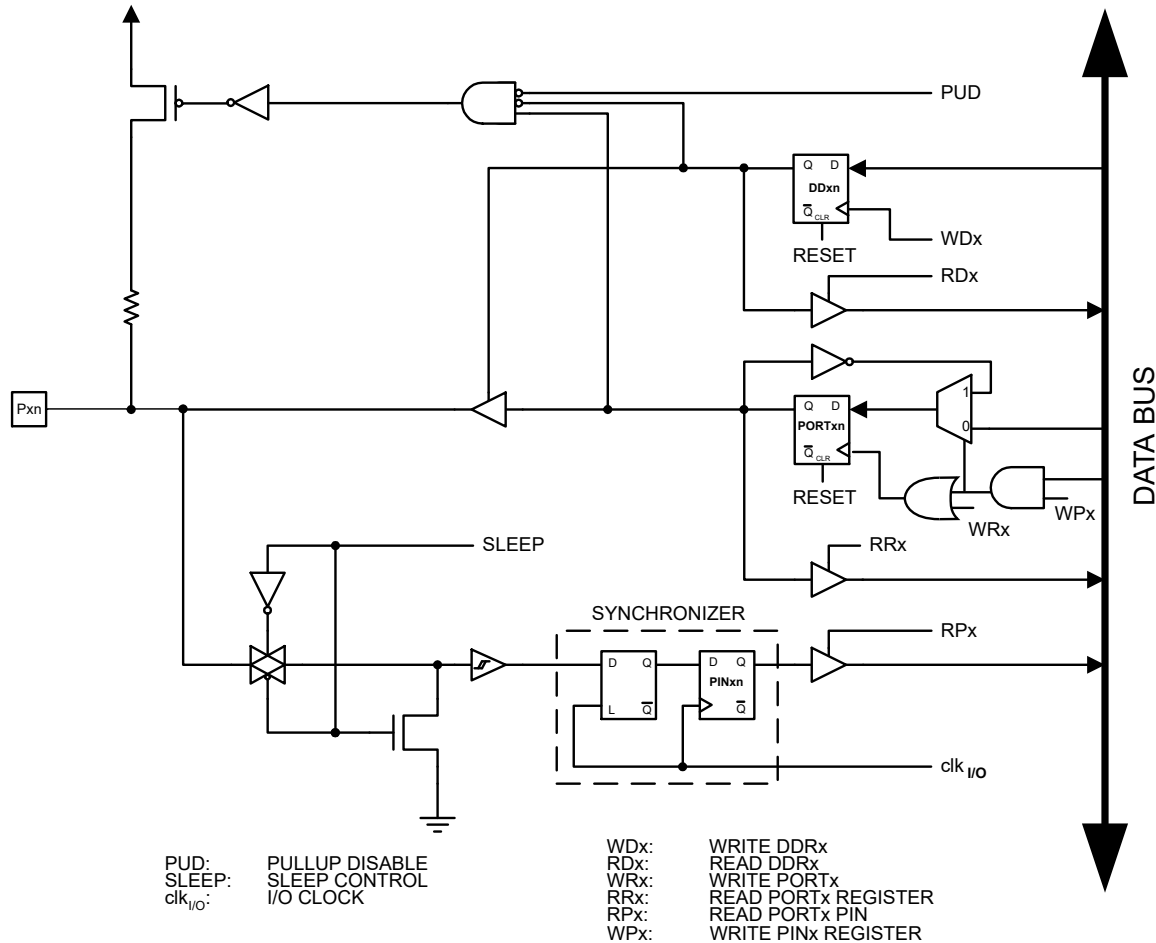 PUD
Q D
DDxn
Q CLR
WDx
RESET
RDx
Pxn
1
Q D
PORTxn
0
Q CLR
RESET
WRx
WPx
DATA BUS
SLEEP
RRx
SYNCHRONIZER
RPx
D Q
D Q
PINxn
L Q
Q
clk I/O
PUD: PULLUP DISABLE
SLEEP: SLEEP CONTROL
clkI/O: I/O CLOCK
WDx: WRITE DDRx
RDx: READ DDRx
WRx: WRITE PORTx
RRx: READ PORTx REGISTER
RPx: READ PORTx PIN
WPx: WRITE PINx REGISTER